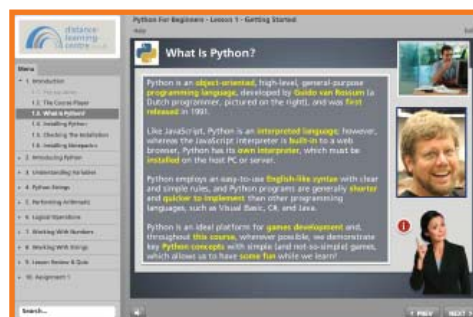 Python For Beginners - Lesson 1 - Getting Started
Help
distance
learning
centre
Menu
1. Introduction
1.2. The Course Player
1.3. What Is Python?
1.4. Installing Python
1.5. Checking The Installation
1.6. Installing Notepad++
2. Introducing Python
3. Understanding Variables
4. Python Strings
5. Performing Arithmetic
6. Logical Operations
7. Working With Numbers
8. Working With Strings
9. Lesson Review & Quiz
10. Assignment 1
Search...
What Is Python?
Python is an object-oriented, high-level, general-purpose
programming language, developed by Guido van Rossum (a
Dutch programmer, pictured on the right), and was first
released in 1991.
Like JavaScript, Python is an interpreted language; however,
whereas the JavaScript interpreter is built-in to a web
browser, Python has its own interpreter, which must be
installed on the host PC or server.
Python employs an easy-to-use English-like syntax with clear
and simple rules, and Python programs are generally shorter
and quicker to implement than other programming
languages, such as Visual Basic, C#, and Java.
Python is an ideal platform for games development and,
throughout this course, wherever possible, we demonstrate
key Python concepts with simple (and not-so-simple) games,
which allows us to have some fun while we learn!
i
PREV
NEXT